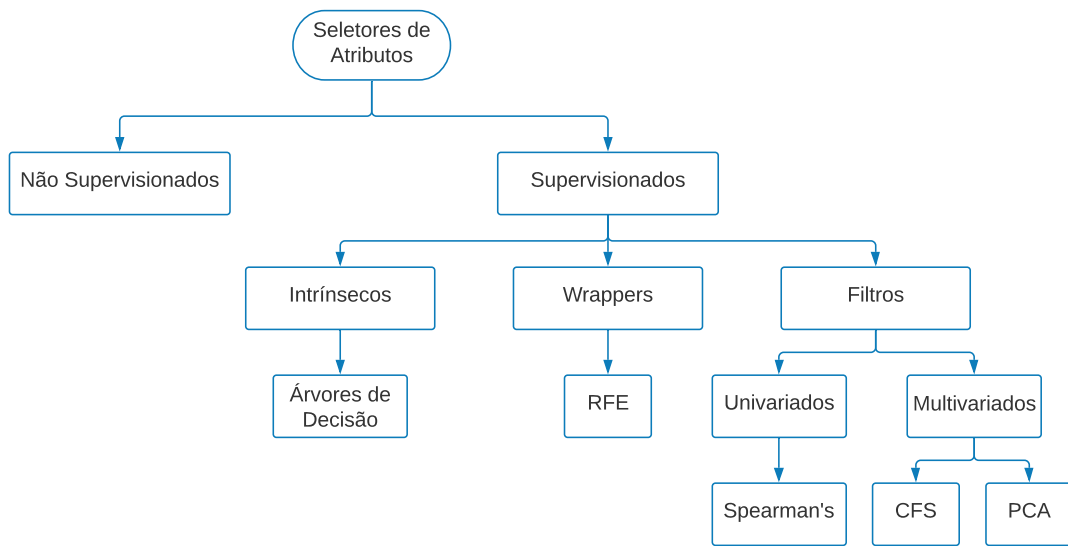 Seletores de
Atributos
Não Supervisionados
Supervisionados
Intrínsecos
Wrappers
Filtros
Árvores de
Decisão
RFE
Univariados
Multivariados
Spearman's
CFS
PCA